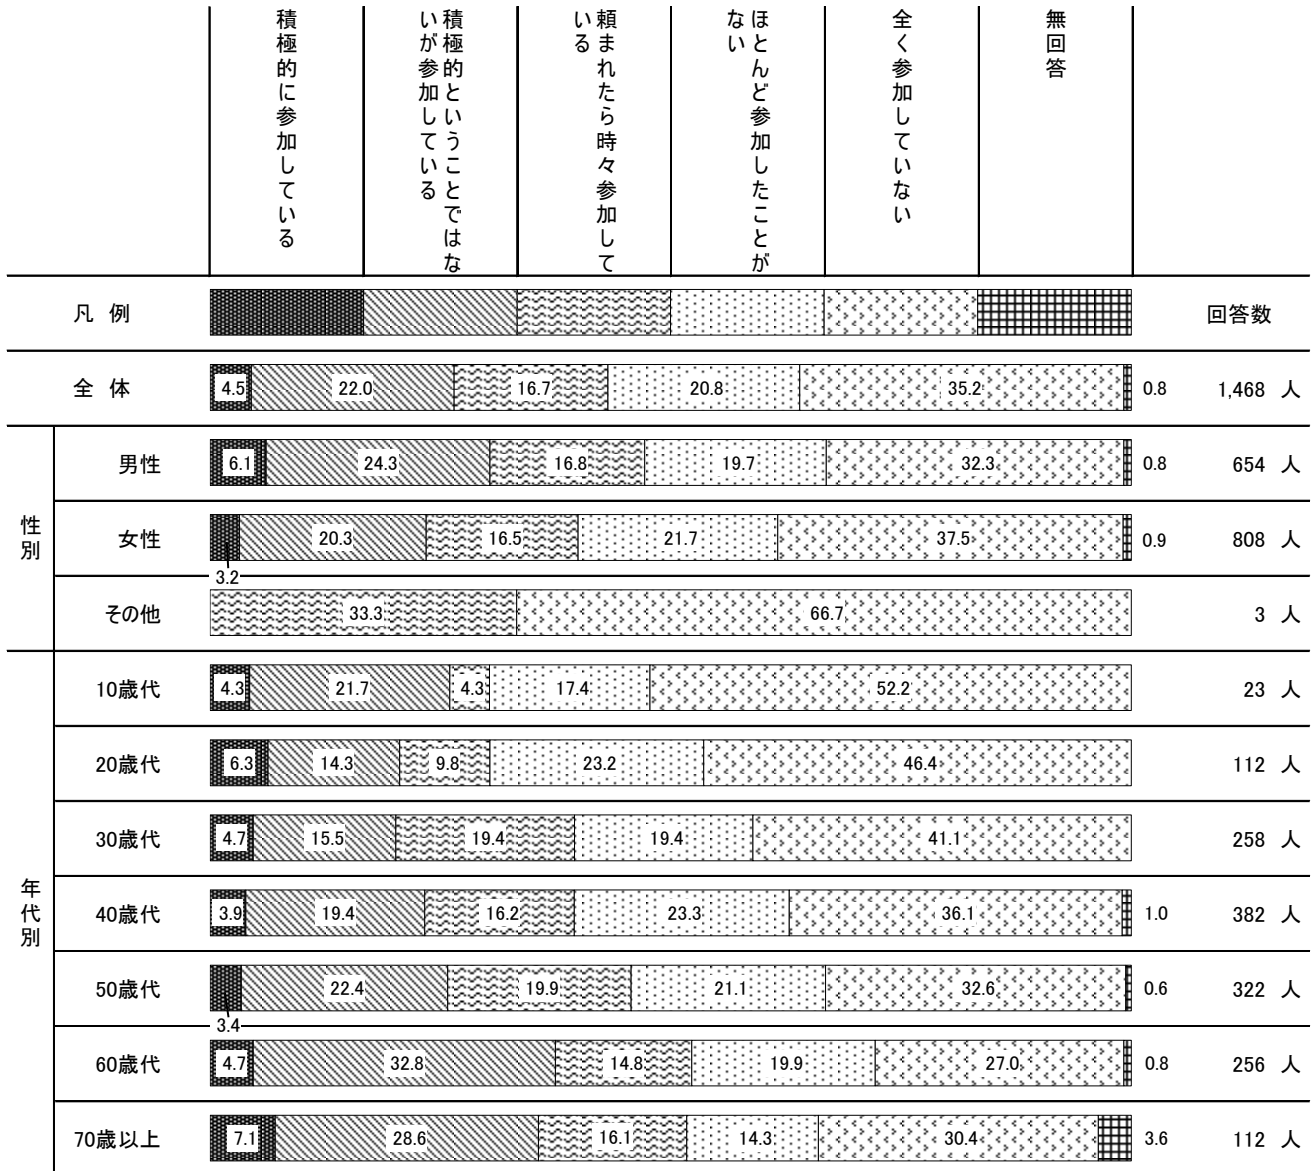 積極的に参加している
積極的ということではな
いが参加している
頼まれたら時々参加して
いる
ほとんど参加したことが
ない
全く参加していない
無回答
凡 例
回答数
全 体
4.5 22.0 16.7 20.8 35.2 0.8 1,468 人
性別
男性 6.1 24.3 16.8 19.7 32.3 0.8 654 人
女性 3.2 20.3 16.5 21.7 37.5 0.9 808 人
その他 33.3 66.7 3 人
年代別
10歳代 4.3 21.7 4.3 17.4 52.2 23 人
20歳代 6.3 14.3 9.8 23.2 46.4 112 人
30歳代 4.7 15.5 19.4 19.4 41.1 258 人
40歳代 3.9 19.4 16.2 23.3 36.1 1.0 382 人
50歳代 3.4 22.4 19.9 21.1 32.6 0.6 322 人
60歳代 4.7 32.8 14.8 19.9 27.0 0.8 256 人
70歳以上 7.1 28.6 16.1 14.3 30.4 3.6 112 人